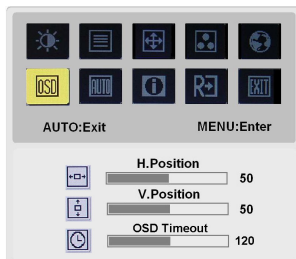 OSD AUTO i R EXIT
AUTO:Exit MENU:Enter
H.Position
50
V.Position
50
OSD Timeout
120